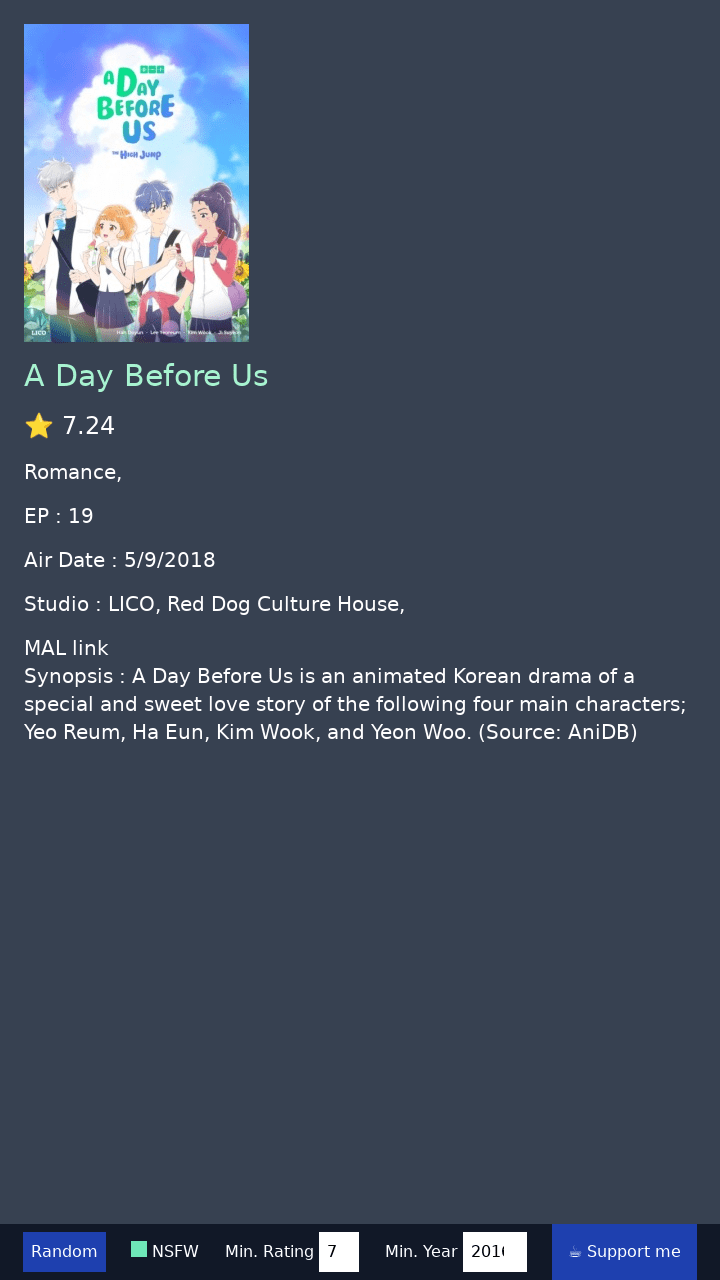 A DAY
BEFORE
US
THE HIGH JUMP
LICO
A Day Before Us
7.24
Romance,
EP : 19
Air Date : 5/9/2018
Studio : LICO, Red Dog Culture House,
MAL link
Synopsis : A Day Before Us is an animated Korean drama of a
special and sweet love story of the following four main characters;
Yeo Reum, Ha Eun, Kim Wook, and Yeon Woo. (Source: AniDB)
Random NSFW Min. Rating 7 Min. Year 2016 Support me